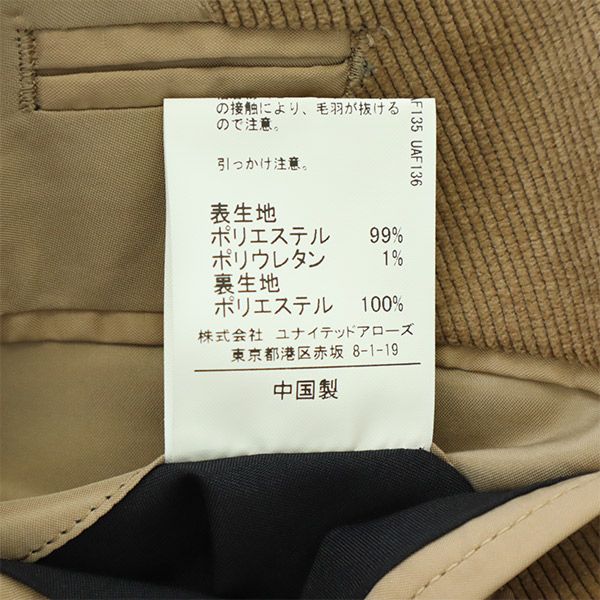 の接触により、毛羽が抜ける
ので注意。
引っかけ注意。
表生地
ポリエステル 99%
ポリウレタン 1%
裏生地
ポリエステル 100%
株式会社 ユナイテッドアローズ
東京都港区赤坂 8-1-19
中国製
UAF136